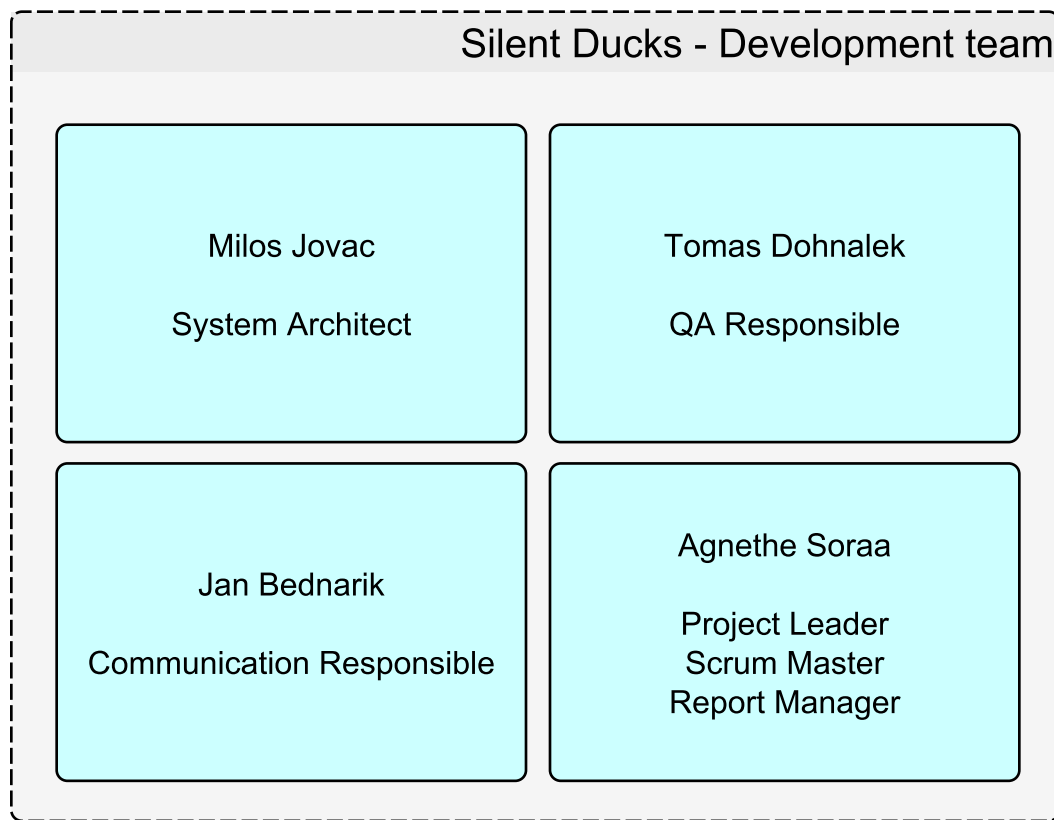 Silent Ducks - Development team
Milos Jovac
System Architect
Tomas Dohnalek
QA Responsible
Jan Bednarik
Communication Responsible
Agnethe Soraa
Project Leader
Scrum Master
Report Manager